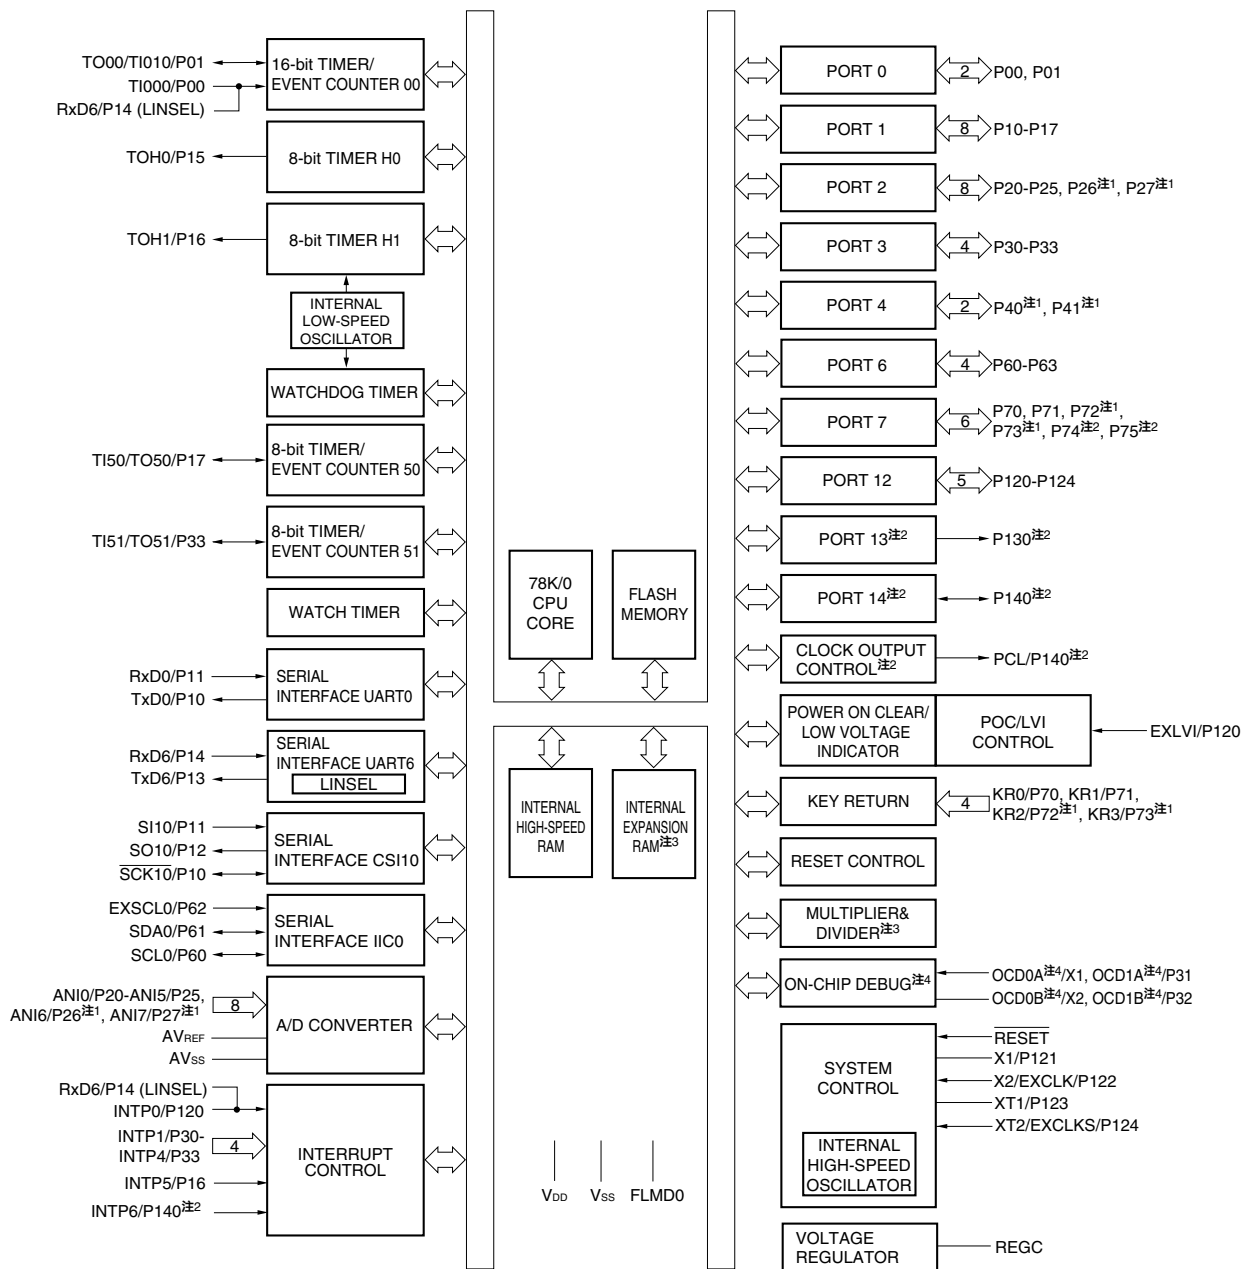 TO00/TI010/P01
TI000/P00
RxD6/P14 (LINSEL)
16-bit TIMER/
EVENT COUNTER 00
TOH0/P15
8-bit TIMER H0
TOH1/P16
8-bit TIMER H1
INTERNAL
LOW-SPEED
OSCILLATOR
WATCHDOG TIMER
TI50/TO50/P17
8-bit TIMER/
EVENT COUNTER 50
TI51/TO51/P33
8-bit TIMER/
EVENT COUNTER 51
WATCH TIMER
RxD0/P11
TxD0/P10
SERIAL
INTERFACE UART0
RxD6/P14
TxD6/P13
SERIAL
INTERFACE UART6
LINSEL
SI10/P11
SO10/P12
SCK10/P10
SERIAL
INTERFACE CSI10
EXSCL0/P62
SDA0/P61
SCL0/P60
SERIAL
INTERFACE IIC0
ANI0/P20-ANI5/P25,
ANI6/P26注1, ANI7/P27注1
8
AVREF
AVSS
A/D CONVERTER
RxD6/P14 (LINSEL)
INTP0/P120
INTP1/P30-
INTP4/P33
4
INTP5/P16
INTP6/P140注2
INTERRUPT
CONTROL
78K/0
CPU
CORE
FLASH
MEMORY
INTERNAL
HIGH-SPEED
RAM
INTERNAL
EXPANSION
RAM注3
VDD
VSS
FLMD0
PORT 0
2
P00, P01
PORT 1
8
P10-P17
PORT 2
8
P20-P25, P26注1, P27注1
PORT 3
4
P30-P33
PORT 4
2
P40注1, P41注1
PORT 6
4
P60-P63
PORT 7
6
P70, P71, P72注1,
P73注1, P74注2, P75注2
PORT 12
5
P120-P124
PORT 13注2
P130注2
PORT 14注2
P140注2
CLOCK OUTPUT
CONTROL注2
PCL/P140注2
POWER ON CLEAR/
LOW VOLTAGE
INDICATOR
POC/LVI
CONTROL
EXLVI/P120
KEY RETURN
4
KR0/P70, KR1/P71,
KR2/P72注1, KR3/P73注1
RESET CONTROL
MULTIPLIER&
DIVIDER注3
ON-CHIP DEBUG注4
OCD0A注4/X1, OCD1A注4/P31
OCD0B注4/X2, OCD1B注4/P32
SYSTEM
CONTROL
RESET
X1/P121
X2/EXCLK/P122
XT1/P123
XT2/EXCLKS/P124
INTERNAL
HIGH-SPEED
OSCILLATOR
VOLTAGE
REGULATOR
REGC